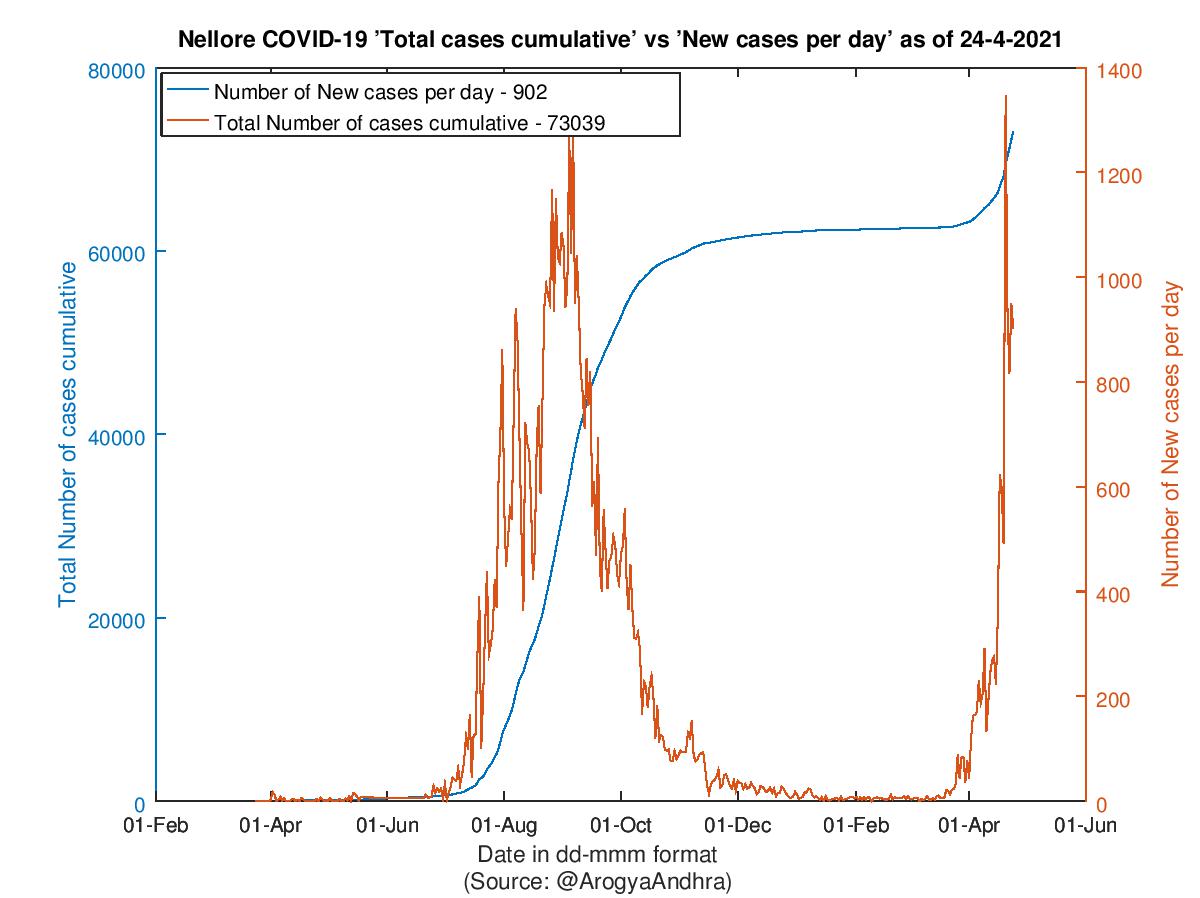 Nellore COVID-19 ’Total cases cumulative’ vs ’New cases per day’ as of 24-4-2021
Number of New cases per day - 902
Total Number of cases cumulative - 73039
Total Number of cases cumulative
80000
60000
40000
20000
0
1400
1200
1000
800
600
400
200
0
Number of New cases per day
01-Feb 01-Apr 01-Jun 01-Aug 01-Oct 01-Dec 01-Feb 01-Apr 01-Jun
Date in dd-mmm format
(Source: @ArogyaAndhra)